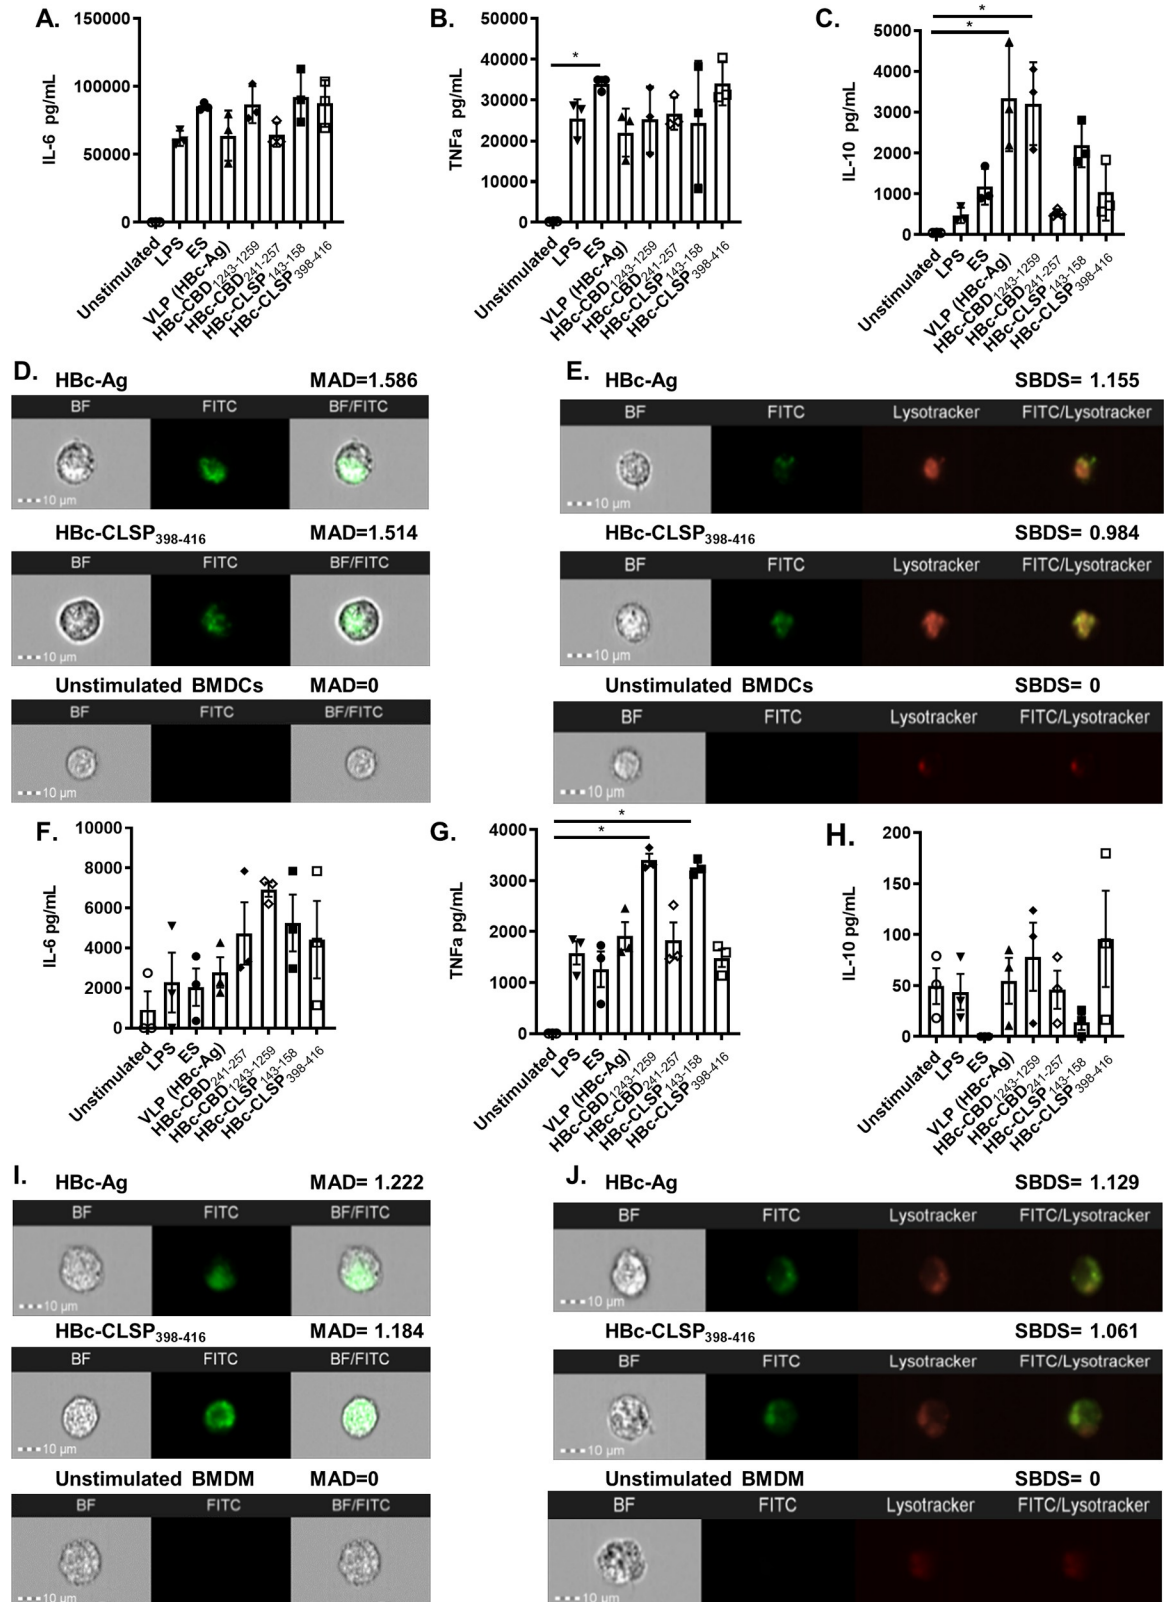 A.
150000
100000
50000
0
IL-6 pg/mL
Unstimulated
LPS
ES
VLP (HBc-Ag)
HBc-CBD1243-1259
HBc-CBD241-257
HBc-CLSP143-158
HBc-CLSP398-416
B.
50000
40000
30000
20000
10000
0
TNFa pg/mL
*
Unstimulated
LPS
ES
VLP (HBc-Ag)
HBc-CBD1243-1259
HBc-CBD241-257
HBc-CLSP143-158
HBc-CLSP398-416
C.
5000
4000
3000
2000
1000
0
IL-10 pg/mL
*
*
Unstimulated
LPS
ES
VLP (HBc-Ag)
HBc-CBD1243-1259
HBc-CBD241-257
HBc-CLSP143-158
HBc-CLSP398-416
D.
HBc-Ag MAD=1.586
BF FITC BF/FITC
10 µm
HBc-CLSP398-416 MAD=1.514
BF FITC BF/FITC
10 µm
Unstimulated BMDCs MAD=0
BF FITC BF/FITC
10 µm
E.
HBc-Ag SBDS= 1.155
BF FITC Lysotracker FITC/Lysotracker
10 µm
HBc-CLSP398-416 SBDS= 0.984
BF FITC Lysotracker FITC/Lysotracker
10 µm
Unstimulated BMDCs SBDS= 0
BF FITC Lysotracker FITC/Lysotracker
10 µm
F.
10000
8000
6000
4000
2000
0
IL-6 pg/mL
Unstimulated
LPS
ES
VLP (HBc-Ag)
HBc-CBD241-257
HBc-CBD1243-1259
HBc-CLSP143-158
HBc-CLSP398-416
G.
4000
3000
2000
1000
0
TNFa pg/mL
*
*
Unstimulated
LPS
ES
VLP (HBc-Ag)
HBc-CBD1243-1259
HBc-CBD241-257
HBc-CLSP143-158
HBc-CLSP398-416
H.
200
150
100
50
0
IL-10 pg/mL
Unstimulated
LPS
ES
VLP (HBc-Ag)
HBc-CBD1243-1259
HBc-CBD241-257
HBc-CLSP143-158
HBc-CLSP398-416
I.
HBc-Ag MAD= 1.222
BF FITC BF/FITC
10 µm
HBc-CLSP398-416 MAD= 1.184
BF FITC BF/FITC
10 µm
Unstimulated BMDM MAD=0
BF FITC BF/FITC
10 µm
J.
HBc-Ag SBDS= 1.129
BF FITC Lysotracker FITC/Lysotracker
10 µm
HBc-CLSP398-416 SBDS= 1.061
BF FITC Lysotracker FITC/Lysotracker
10 µm
Unstimulated BMDM SBDS= 0
BF FITC Lysotracker FITC/Lysotracker
10 µm